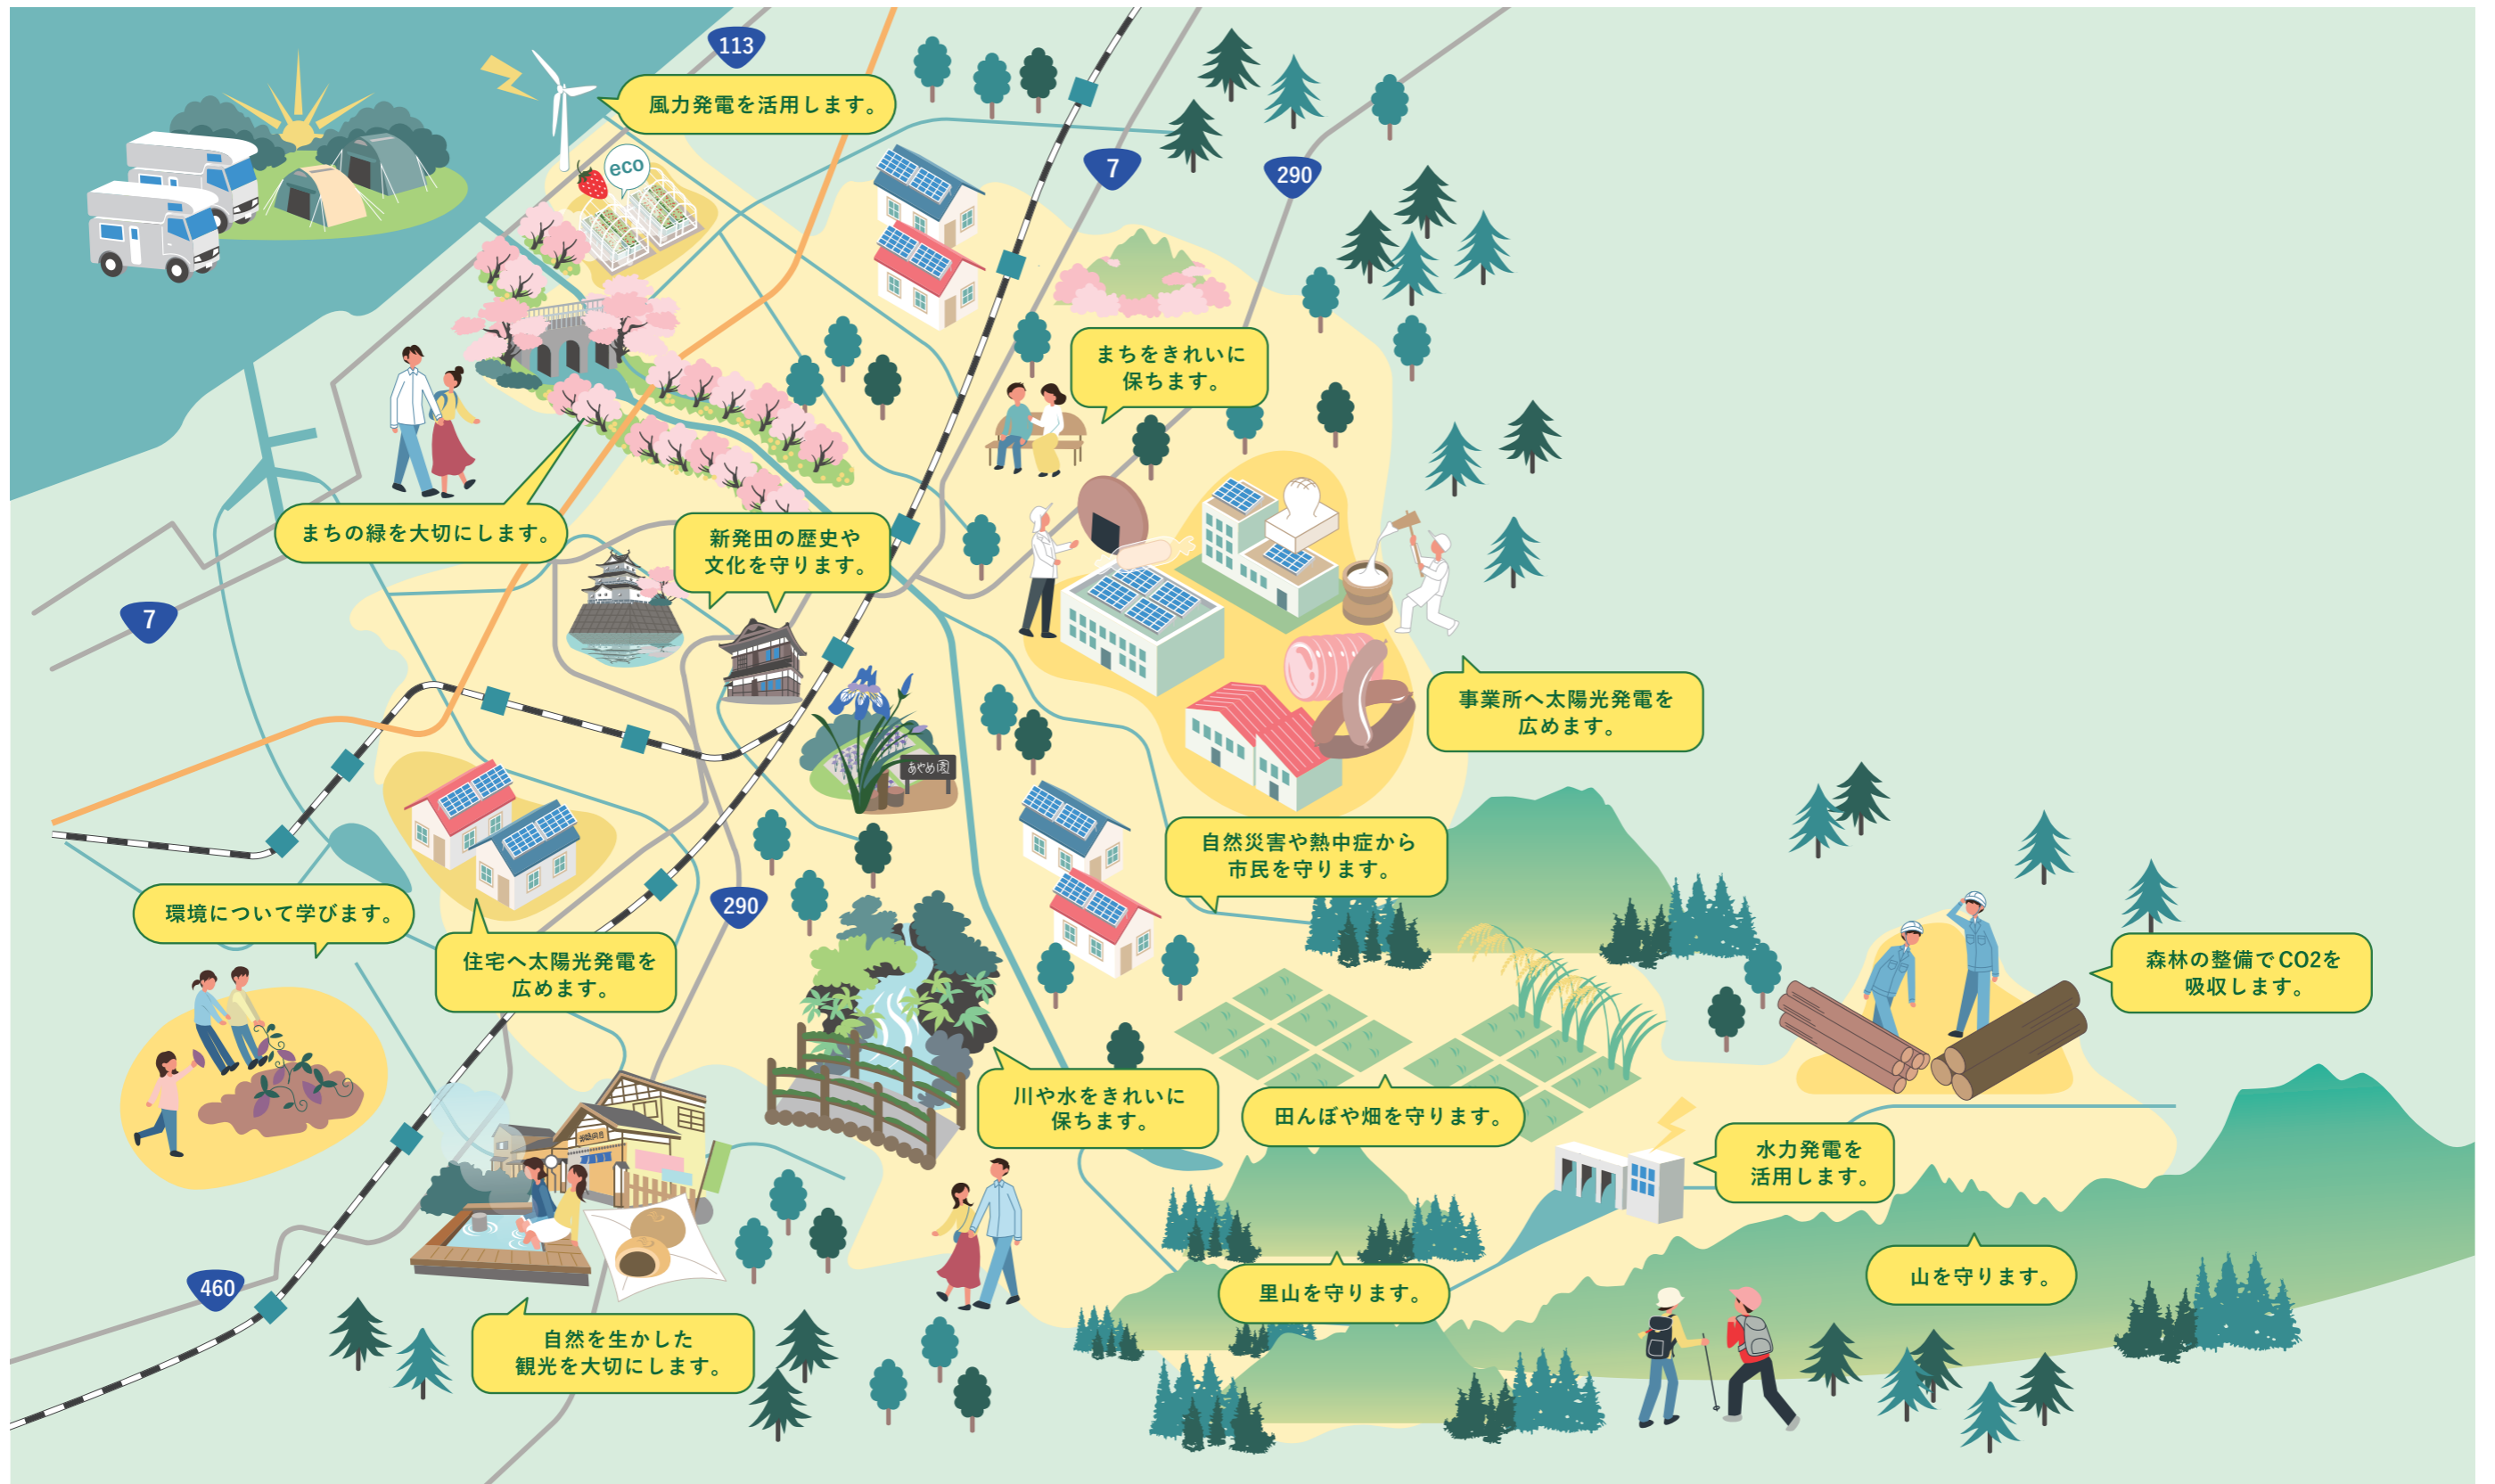 113
風力発電を活用します。
eco
7
290
まちをきれいに
保ちます。
まちの緑を大切にします。
新発田の歴史や
文化を守ります。
7
事業所へ太陽光発電を
広めます。
あやめ園
自然災害や熱中症から
市民を守ります。
環境について学びます。
290
住宅へ太陽光発電を
広めます。
森林の整備でCO2を
吸収します。
川や水をきれいに
保ちます。
田んぼや畑を守ります。
水力発電を
活用します。
460
里山を守ります。
山を守ります。
自然を生かした
観光を大切にします。